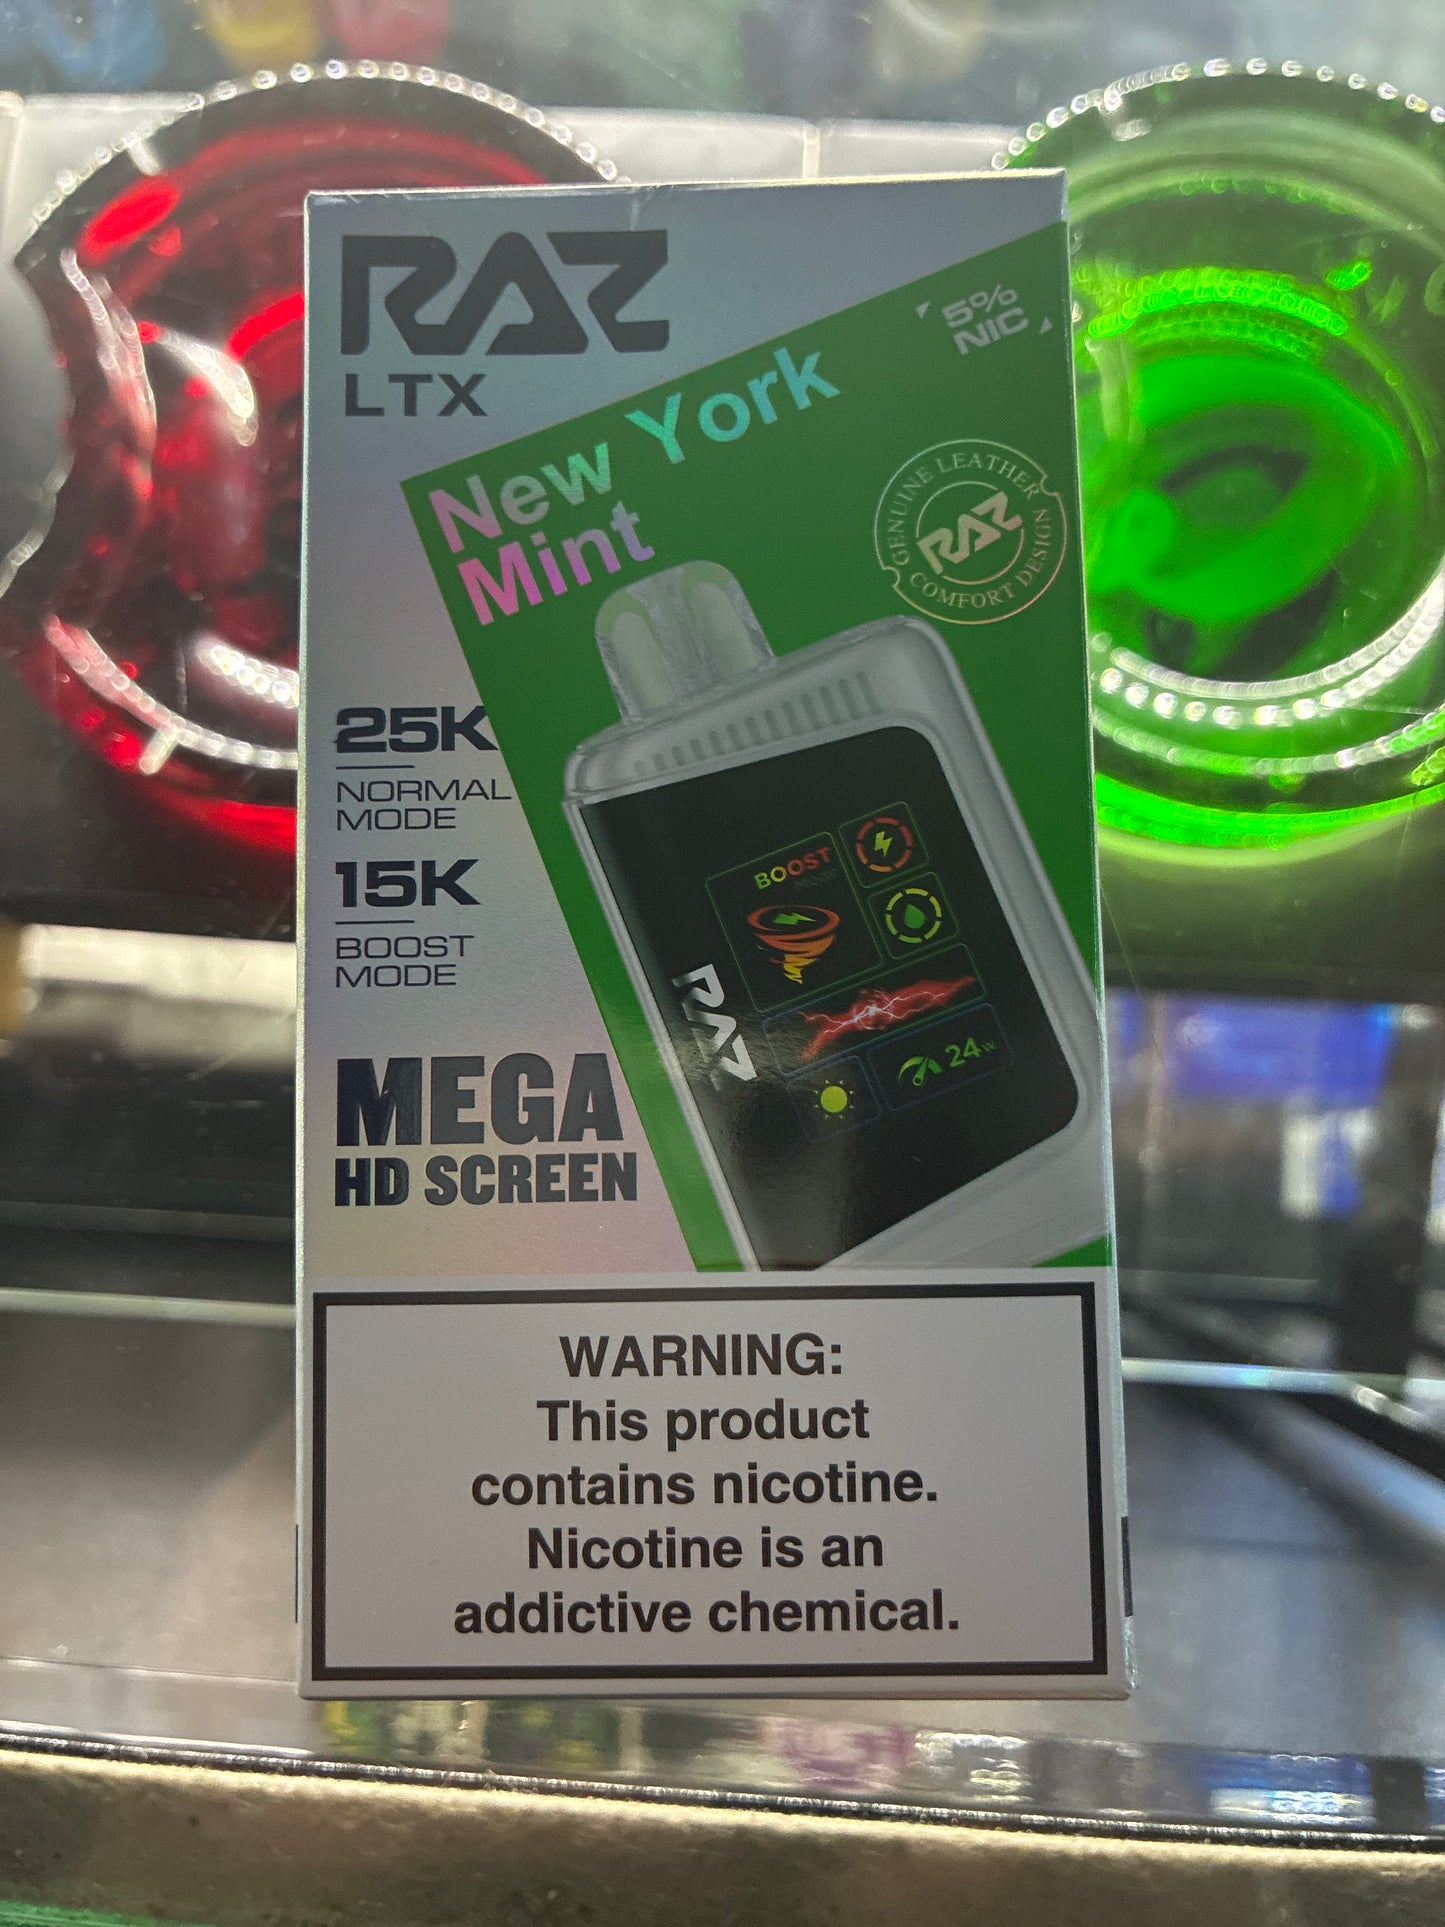 RAZ
LTX
5%
NIC
New York
Mint
GENUINE LEATHER
RAZ
COMFORT DESIGN
25K
NORMAL
MODE
15K
BOOST
MODE
BOOST
Mode
RAZ
24W
MEGA
HD SCREEN
WARNING:
This product
contains nicotine.
Nicotine is an
addictive chemical.